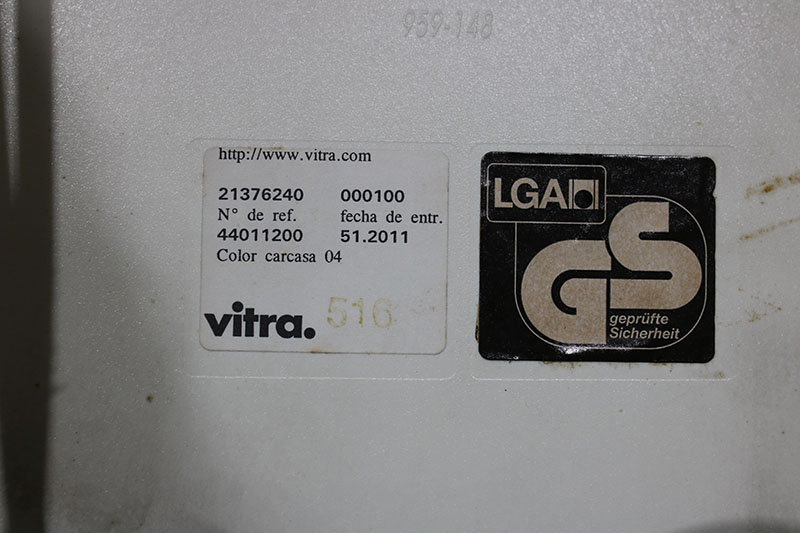 959-148
http://www.vitra.com
21376240 000100
N° de ref. fecha de entr.
44011200 51.2011
Color carcasa 04
vitra. 516
LGA
GS
geprüfte
Sicherheit